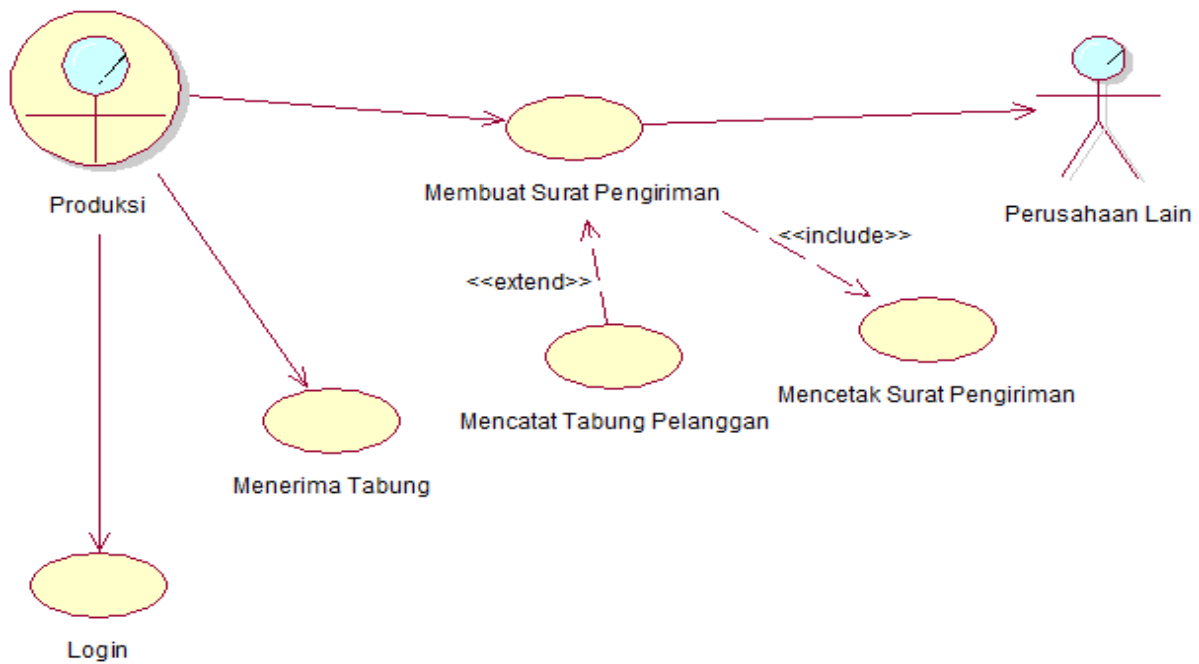 Produksi
Membuat Surat Pengiriman
Perusahaan Lain
<<include>>
<<extend>>
Mencetak Surat Pengiriman
Mencatat Tabung Pelanggan
Menerima Tabung
Login